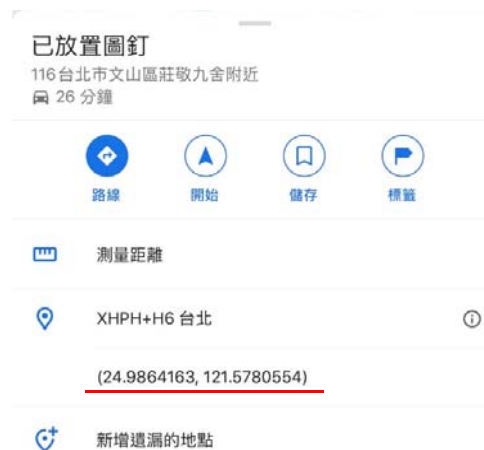 已放置圖釘
116台北市文山區莊敬九舍附近
26 分鐘
路線
開始
儲存
標籤
測量距離
XHPH+H6 台北
(24.9864163, 121.5780554)
新增遺漏的地點